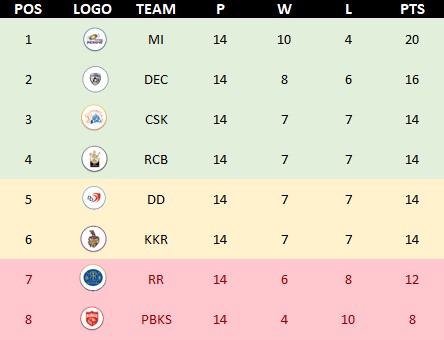 POS LOGO TEAM P W L PTS
1 MI 14 10 4 20
2 DEC 14 8 6 16
3 CSK 14 7 7 14
4 RCB 14 7 7 14
5 DD 14 7 7 14
6 KKR 14 7 7 14
7 RR 14 6 8 12
8 PBKS 14 4 10 8